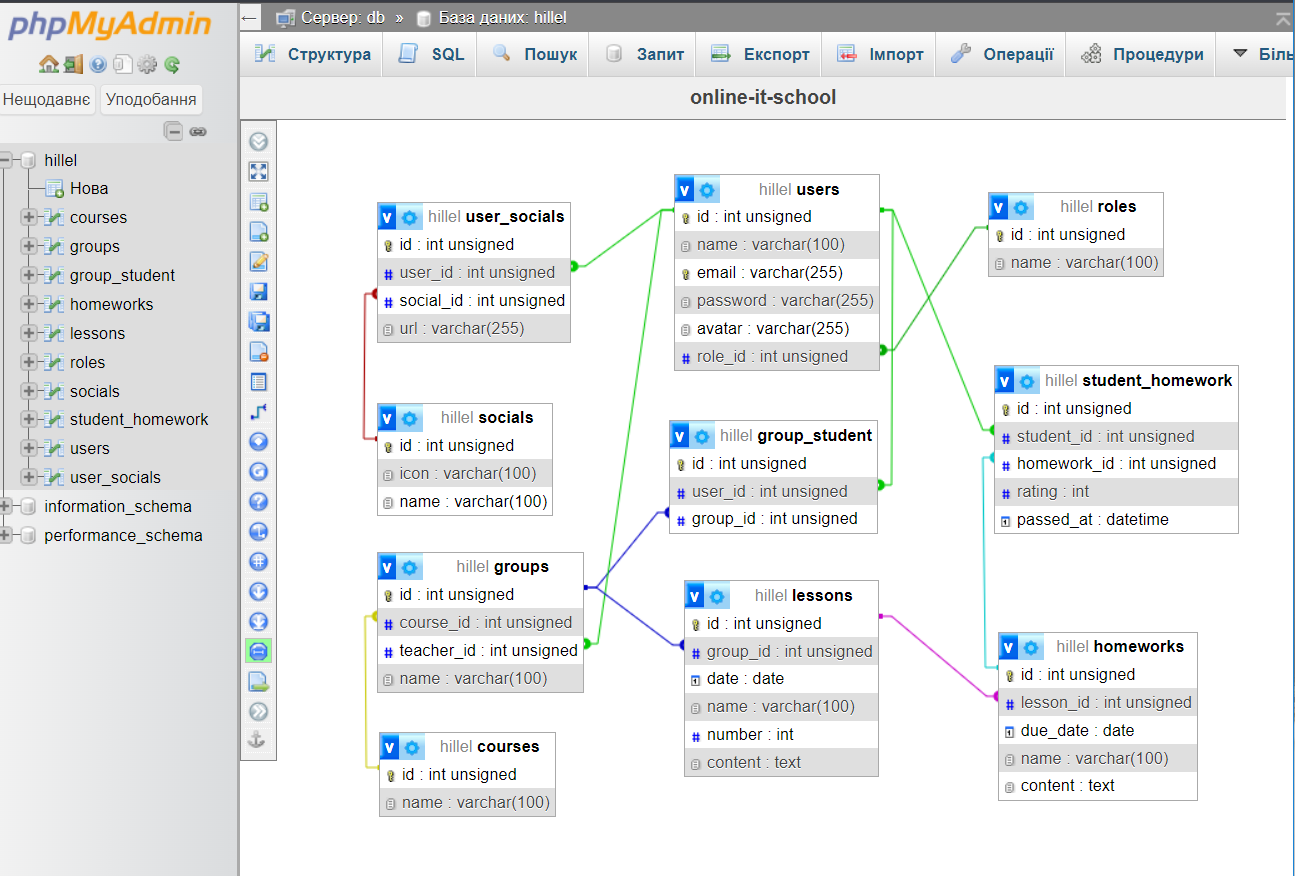 phpMyAdmin
Нещодавнє Уподобання
hillel
Нова
courses
groups
group_student
homeworks
lessons
roles
socials
student_homework
users
user_socials
information_schema
performance_schema
Сервер: db » База даних: hillel
Структура SQL Пошук Запит Експорт Імпорт Операції Процедури Біль
online-it-school
v hillel user_socials
id : int unsigned
# user_id : int unsigned
# social_id : int unsigned
url : varchar(255)
v hillel socials
id : int unsigned
icon : varchar(100)
name : varchar(100)
v hillel groups
id : int unsigned
# course_id : int unsigned
# teacher_id : int unsigned
name : varchar(100)
v hillel courses
id : int unsigned
name : varchar(100)
v hillel users
id : int unsigned
name : varchar(100)
email : varchar(255)
password : varchar(255)
avatar : varchar(255)
# role_id : int unsigned
v hillel group_student
id : int unsigned
# user_id : int unsigned
# group_id : int unsigned
v hillel lessons
id : int unsigned
# group_id : int unsigned
date : date
name : varchar(100)
# number : int
content : text
v hillel roles
id : int unsigned
name : varchar(100)
v hillel student_homework
id : int unsigned
# student_id : int unsigned
# homework_id : int unsigned
# rating : int
passed_at : datetime
v hillel homeworks
id : int unsigned
# lesson_id : int unsigned
due_date : date
name : varchar(100)
content : text